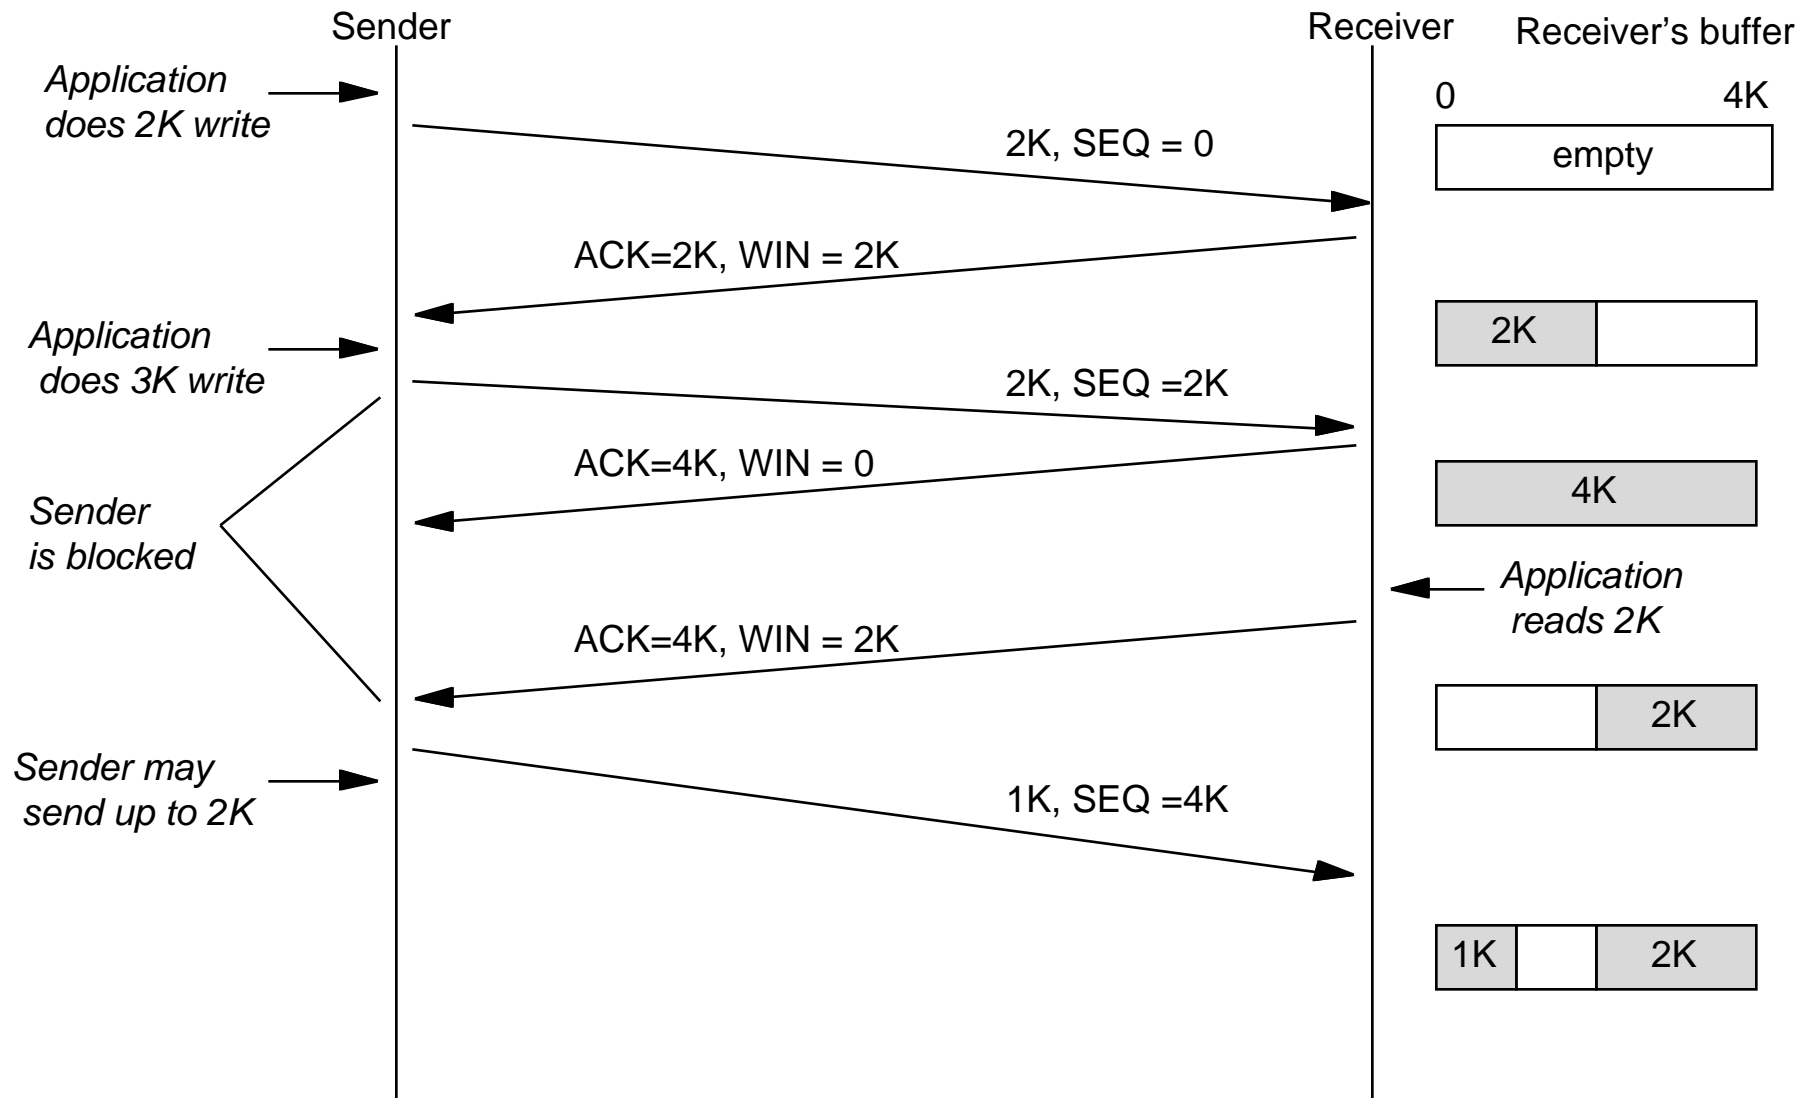 Sender
Receiver
Receiver’s buffer
Application
does 2K write
0
4K
2K, SEQ = 0
empty
ACK=2K, WIN = 2K
Application
does 3K write
2K
2K, SEQ =2K
ACK=4K, WIN = 0
4K
Sender
is blocked
Application
reads 2K
ACK=4K, WIN = 2K
2K
Sender may
send up to 2K
1K, SEQ =4K
1K
2K